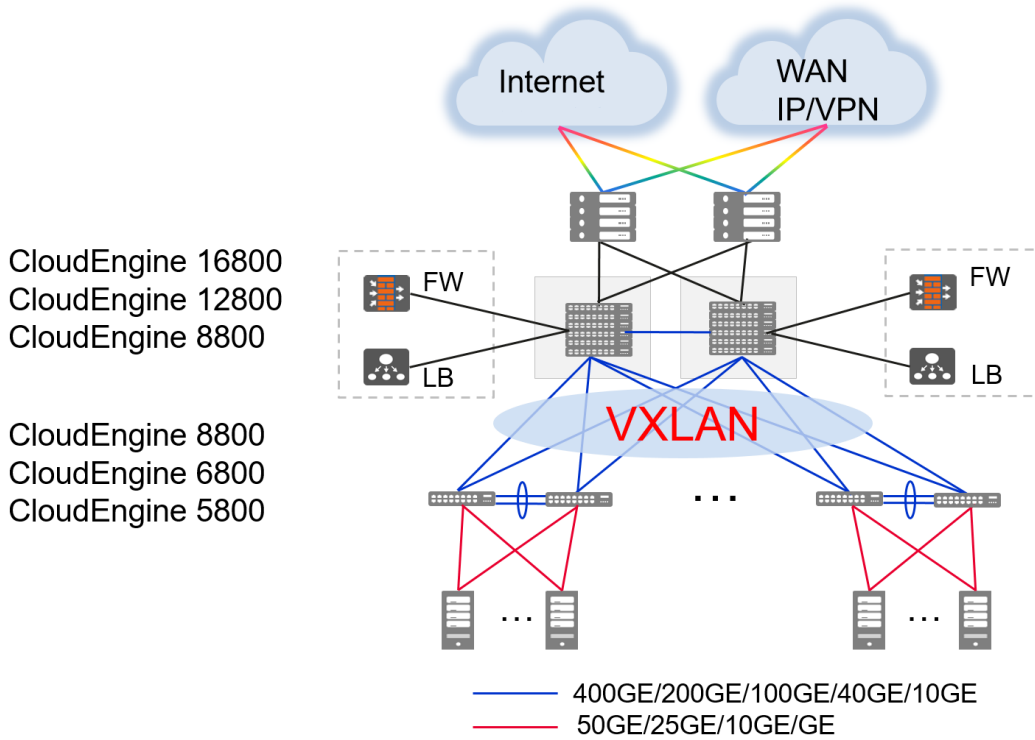 Internet
WAN
IP/VPN
CloudEngine 16800
CloudEngine 12800
CloudEngine 8800
FW
LB
FW
LB
VXLAN
CloudEngine 8800
CloudEngine 6800
CloudEngine 5800
...
... ...
400GE/200GE/100GE/40GE/10GE
50GE/25GE/10GE/GE